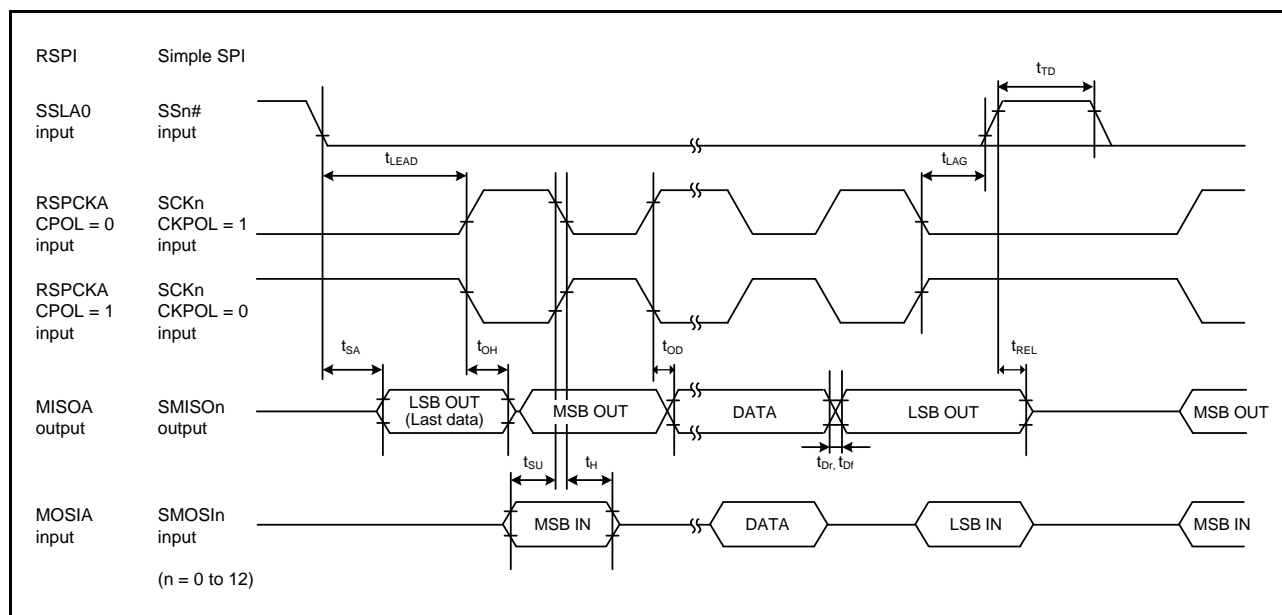 RSPI Simple SPI
tTD
SSLA0 SSn#
input input
tLEAD tLAG
RSPCKA SCKn
CPOL = 0 CKPOL = 1
input input
RSPCKA SCKn
CPOL = 1 CKPOL = 0
input input
tSA tOH tOD tREL
MISOA SMISOn
output output
LSB OUT
(Last data)
MSB OUT DATA LSB OUT MSB OUT
tSU tH tDr, tDf
MOSIA SMOSIn
input input
MSB IN DATA LSB IN MSB IN
(n = 0 to 12)